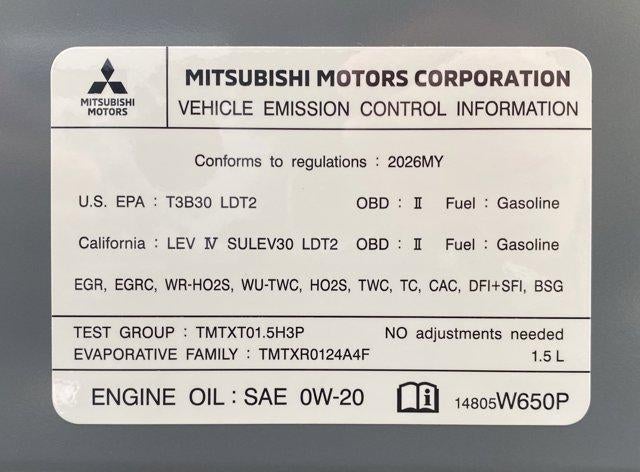 MITSUBISHI MOTORS
MITSUBISHI MOTORS CORPORATION
VEHICLE EMISSION CONTROL INFORMATION
Conforms to regulations : 2026MY
U.S. EPA : T3B30 LDT2 OBD : Ⅱ Fuel : Gasoline
California : LEV Ⅳ SULEV30 LDT2 OBD : Ⅱ Fuel : Gasoline
EGR, EGRC, WR-HO2S, WU-TWC, HO2S, TWC, TC, CAC, DFI+SFI, BSG
TEST GROUP : TMTXT01.5H3P NO adjustments needed
EVAPORATIVE FAMILY : TMTXR0124A4F 1.5 L
ENGINE OIL : SAE 0W-20 14805W650P